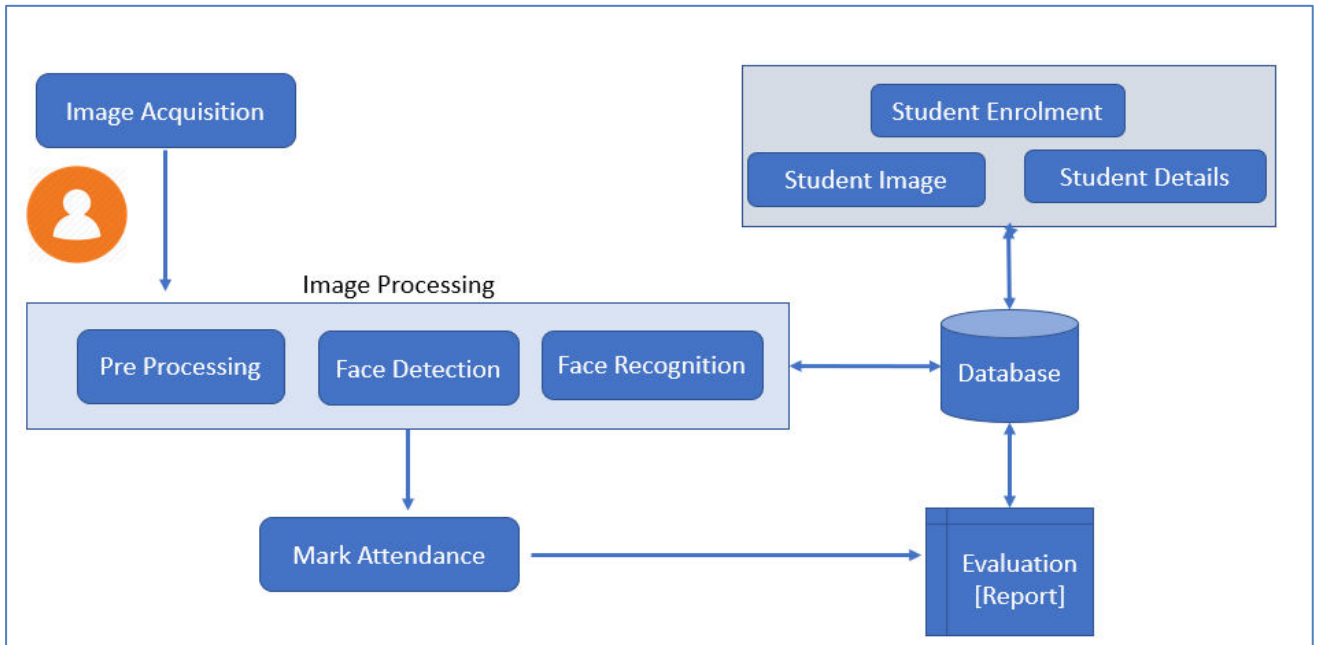 Image Acquisition
Student Enrolment
Student Image
Student Details
Image Processing
Pre Processing
Face Detection
Face Recognition
Database
Mark Attendance
Evaluation
[Report]